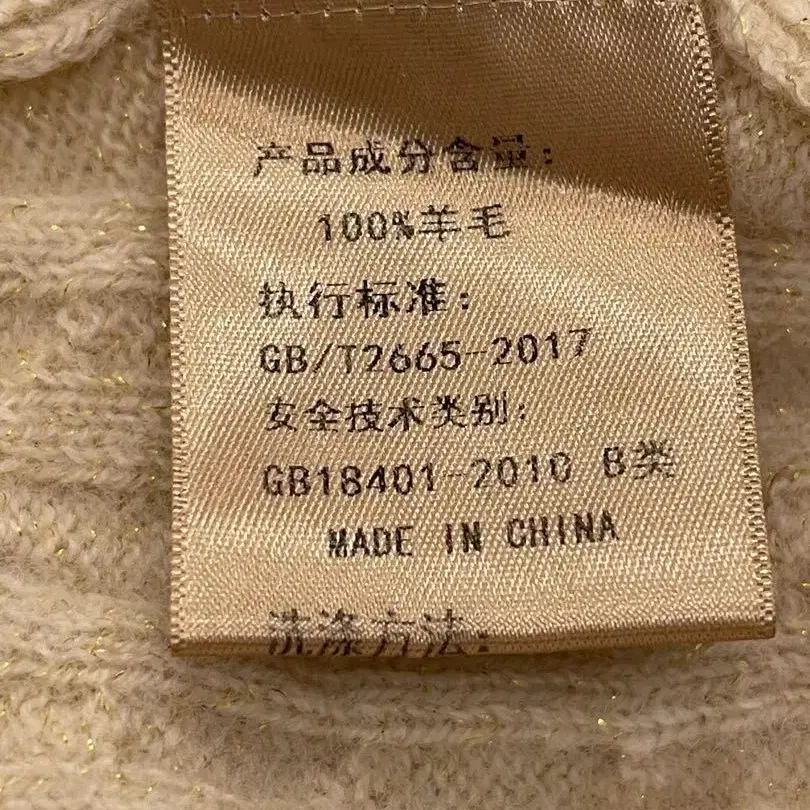 产品成分含量:
100%羊毛
执行标准:
GB/T2665-2017
安全技术类别:
GB18401-2010 B类
MADE IN CHINA
洗涤方法: